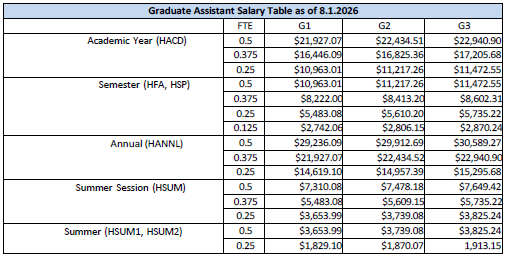 Graduate Assistant Salary Table as of 8.1.2026
FTE G1 G2 G3
Academic Year (HACD) 0.5 $21,927.07 $22,434.51 $22,940.90
0.375 $16,446.09 $16,825.36 $17,205.68
0.25 $10,963.01 $11,217.26 $11,472.55
Semester (HFA, HSP) 0.5 $10,963.01 $11,217.26 $11,472.55
0.375 $8,222.00 $8,413.20 $8,602.31
0.25 $5,483.08 $5,610.20 $5,735.22
0.125 $2,742.06 $2,806.15 $2,870.24
Annual (HANNL) 0.5 $29,236.09 $29,912.69 $30,589.27
0.375 $21,927.07 $22,434.52 $22,940.90
0.25 $14,619.10 $14,957.39 $15,295.68
Summer Session (HSUM) 0.5 $7,310.08 $7,478.18 $7,649.42
0.375 $5,483.08 $5,609.15 $5,735.22
0.25 $3,653.99 $3,739.08 $3,825.24
Summer (HSUM1, HSUM2) 0.5 $3,653.99 $3,739.08 $3,825.24
0.25 $1,829.10 $1,870.07 1,913.15